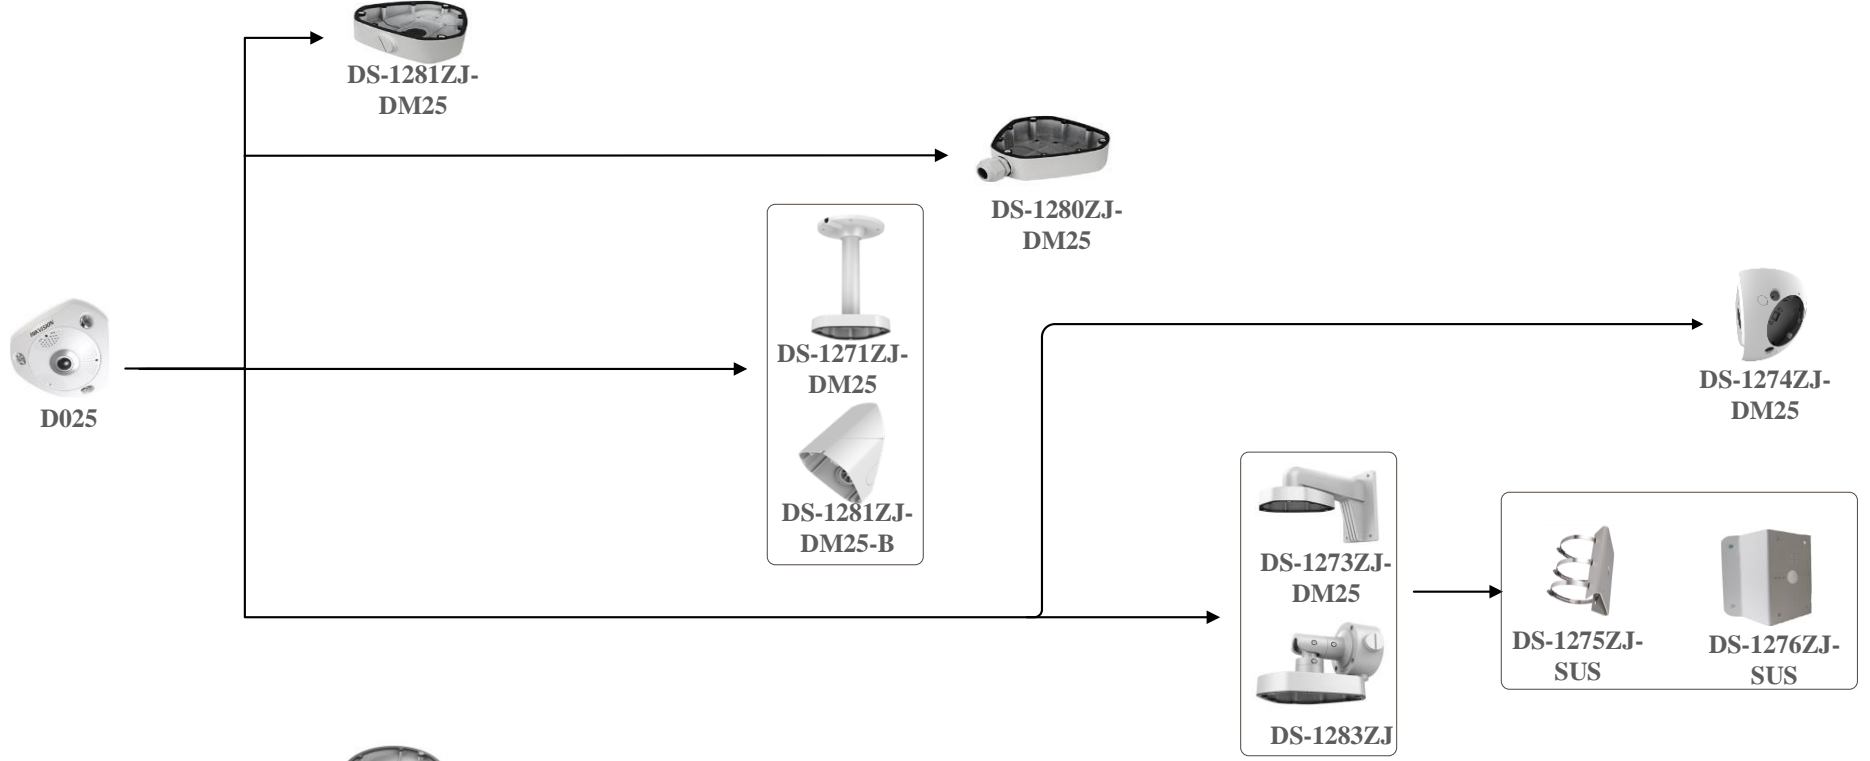 DS-1281ZJ-
DM25
DS-1280ZJ-
DM25
DS-1271ZJ-
DM25
DS-1281ZJ-
DM25-B
HIKVISION
D025
DS-1274ZJ-
DM25
DS-1273ZJ-
DM25
DS-1283ZJ
DS-1275ZJ-
SUS
DS-1276ZJ-
SUS